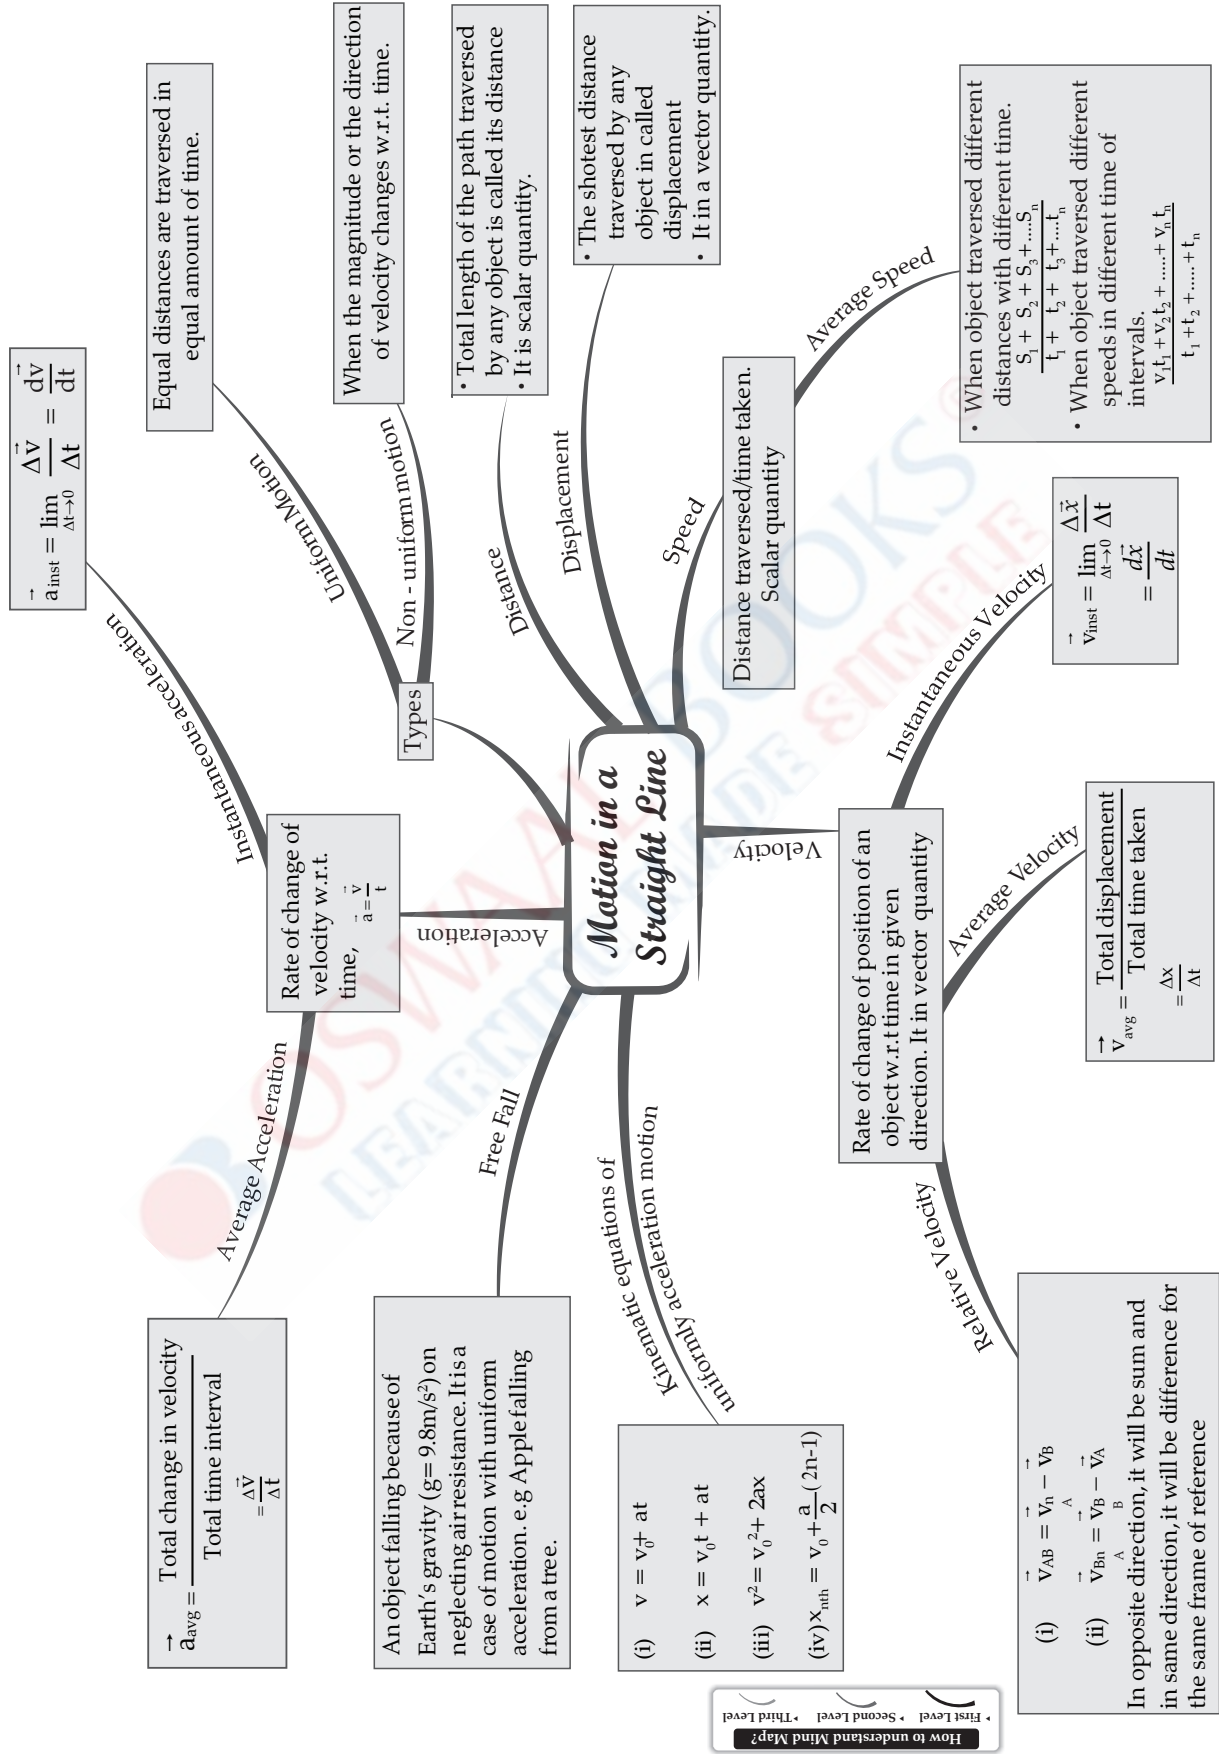 Motion in a
Straight Line
Acceleration
Rate of change of
velocity w.r.t.
time, a⃗ = v⃗/t
Average Acceleration
a⃗avg = Total change in velocity / Total time interval
= Δv⃗/Δt
Instantaneous acceleration
a⃗inst = lim Δt→0 Δv⃗/Δt = dv⃗/dt
Types
Uniform Motion
Equal distances are traversed in
equal amount of time.
Non - uniform motion
When the magnitude or the direction
of velocity changes w.r.t. time.
Distance
• Total length of the path traversed
by any object is called its distance
• It is scalar quantity.
Displacement
• The shotest distance
traversed by any
object in called
displacement
• It in a vector quantity.
Speed
Distance traversed/time taken.
Scalar quantity
Average Speed
• When object traversed different
distances with different time.
S₁ + S₂ + S₃ +....Sₙ / t₁ + t₂ + t₃+....tₙ
• When object traversed different
speeds in different time of
intervals.
v₁t₁ + v₂t₂ + ..... + vₙtₙ / t₁ + t₂ + ..... + tₙ
Velocity
Rate of change of position of an
object w.r.t time in given
direction. It in vector quantity
Instantaneous Velocity
v⃗inst = lim Δt→0 Δx⃗/Δt
= dx⃗/dt
Average Velocity
v⃗avg = Total displacement / Total time taken
= Δx/Δt
Relative Velocity
(i) v⃗AB = v⃗n − v⃗B
A
(ii) v⃗Bn = v⃗B − v⃗A
A B
In opposite direction, it will be sum and
in same direction, it will be difference for
the same frame of reference
Kinematic equations of
uniformly acceleration motion
(i) v = v₀+ at
(ii) x = v₀t + at
(iii) v² = v₀² + 2ax
(iv) xnth = v₀ + a/2 ( 2n-1)
Free Fall
An object falling because of
Earth's gravity (g= 9.8m/s²) on
neglecting air resistance. It is a
case of motion with uniform
acceleration. e.g Apple falling
from a tree.
How to understand Mind Map?
• First Level • Second Level • Third Level
OSWAAL BOOKS®
LEARNING MADE SIMPLE